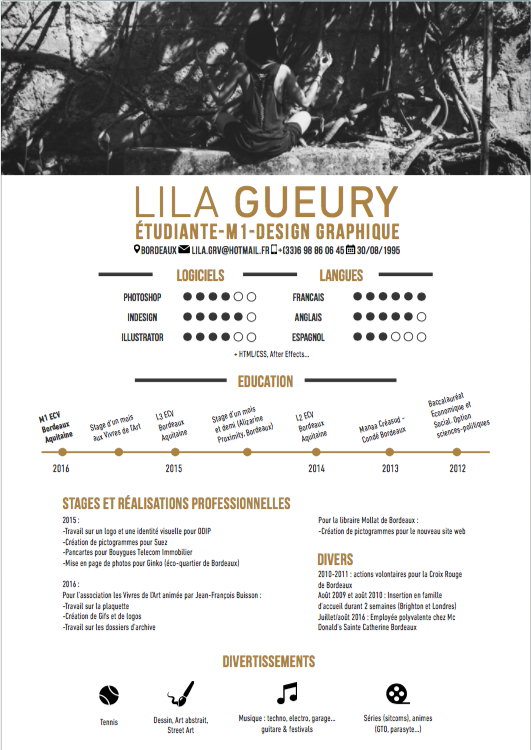 LILA GUEURY
ÉTUDIANTE-M1-DESIGN GRAPHIQUE
BORDEAUX LILA.GRV@HOTMAIL.FR +(33)6 98 86 06 45 30/08/1995
LOGICIELS
PHOTOSHOP
INDESIGN
ILLUSTRATOR
LANGUES
FRANCAIS
ANGLAIS
ESPAGNOL
+ HTML/CSS, After Effects...
EDUCATION
M1 ECV
Bordeaux
Aquitaine
Stage d'un mois
aux Vivres de l'Art
L3 ECV
Bordeaux
Aquitaine
Stage d'un mois
et demi (Alizarine
Proximity, Bordeaux)
L2 ECV
Bordeaux
Aquitaine
Manaa Créasud -
Condé Bordeaux
Baccalauréat
Economique et
Social. Option
sciences-politiques
2016
2015
2014
2013
2012
STAGES ET RÉALISATIONS PROFESSIONNELLES
2015 :
-Travail sur un logo et une identité visuelle pour ODIP
-Création de pictogrammes pour Suez
-Pancartes pour Bouygues Telecom Immobilier
-Mise en page de photos pour Ginko (éco-quartier de Bordeaux)
2016 :
Pour l'association les Vivres de l'Art animée par Jean-François Buisson :
-Travail sur la plaquette
-Création de Gifs et de logos
-Travail sur les dossiers d'archive
Pour la libraire Mollat de Bordeaux :
-Création de pictogrammes pour le nouveau site web
DIVERS
2010-2011 : actions volontaires pour la Croix Rouge
de Bordeaux
Août 2009 et août 2010 : Insertion en famille
d'accueil durant 2 semaines (Brighton et Londres)
Juillet/août 2016 : Employée polyvalente chez Mc
Donald's Sainte Catherine Bordeaux
DIVERTISSEMENTS
Tennis
Dessin, Art abstrait,
Street Art
Musique : techno, electro, garage...
guitare & festivals
Séries (sitcoms), animes
(GTO, parasyte...)